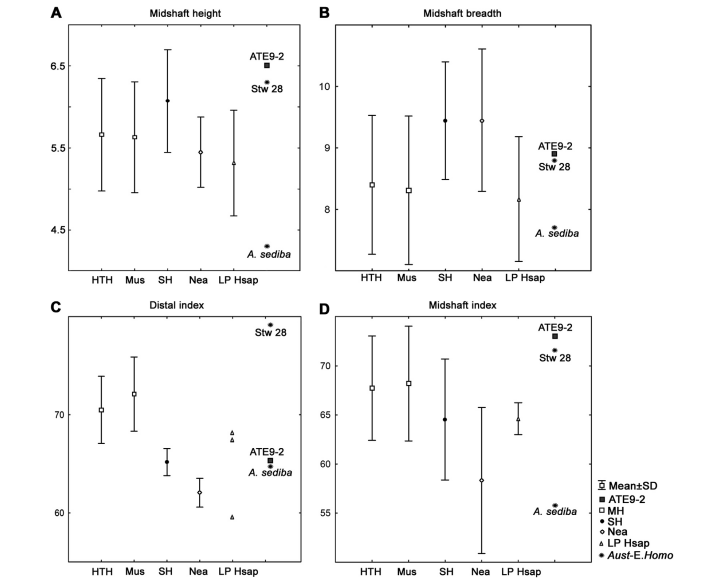 A Midshaft height
6.5
5.5
4.5
ATE9-2
Stw 28
A. sediba
HTH Mus SH Nea LP Hsap
B Midshaft breadth
10
9
8
ATE9-2
Stw 28
A. sediba
HTH Mus SH Nea LP Hsap
C Distal index
70
60
Stw 28
ATE9-2
A. sediba
HTH Mus SH Nea LP Hsap
D Midshaft index
70
65
60
55
ATE9-2
Stw 28
A. sediba
HTH Mus SH Nea LP Hsap
Mean±SD
ATE9-2
MH
SH
Nea
LP Hsap
Aust-E.Homo